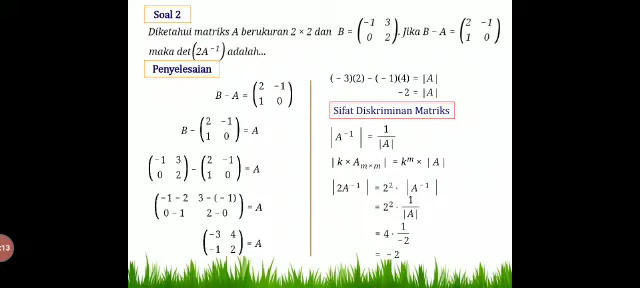 Soal 2
Diketahui matriks A berukuran 2 × 2 dan B = (−1 3 / 0 2). Jika B − A = (2 −1 / 1 0)
maka det(2A⁻¹) adalah...
Penyelesaian
B − A = (2 −1 / 1 0)
B − (2 −1 / 1 0) = A
(−1 3 / 0 2) − (2 −1 / 1 0) = A
(−1 − 2 3 − (−1) / 0 − 1 2 − 0) = A
(−3 4 / −1 2) = A
(− 3)(2) − (− 1)(4) = |A|
−2 = |A|
Sifat Diskriminan Matriks
|A⁻¹| = 1/|A|
| k × Aₘₓₘ | = kᵐ × | A |
|2A⁻¹| = 2² · |A⁻¹|
= 2² · 1/|A|
= 4 · 1/−2
= − 2
:13